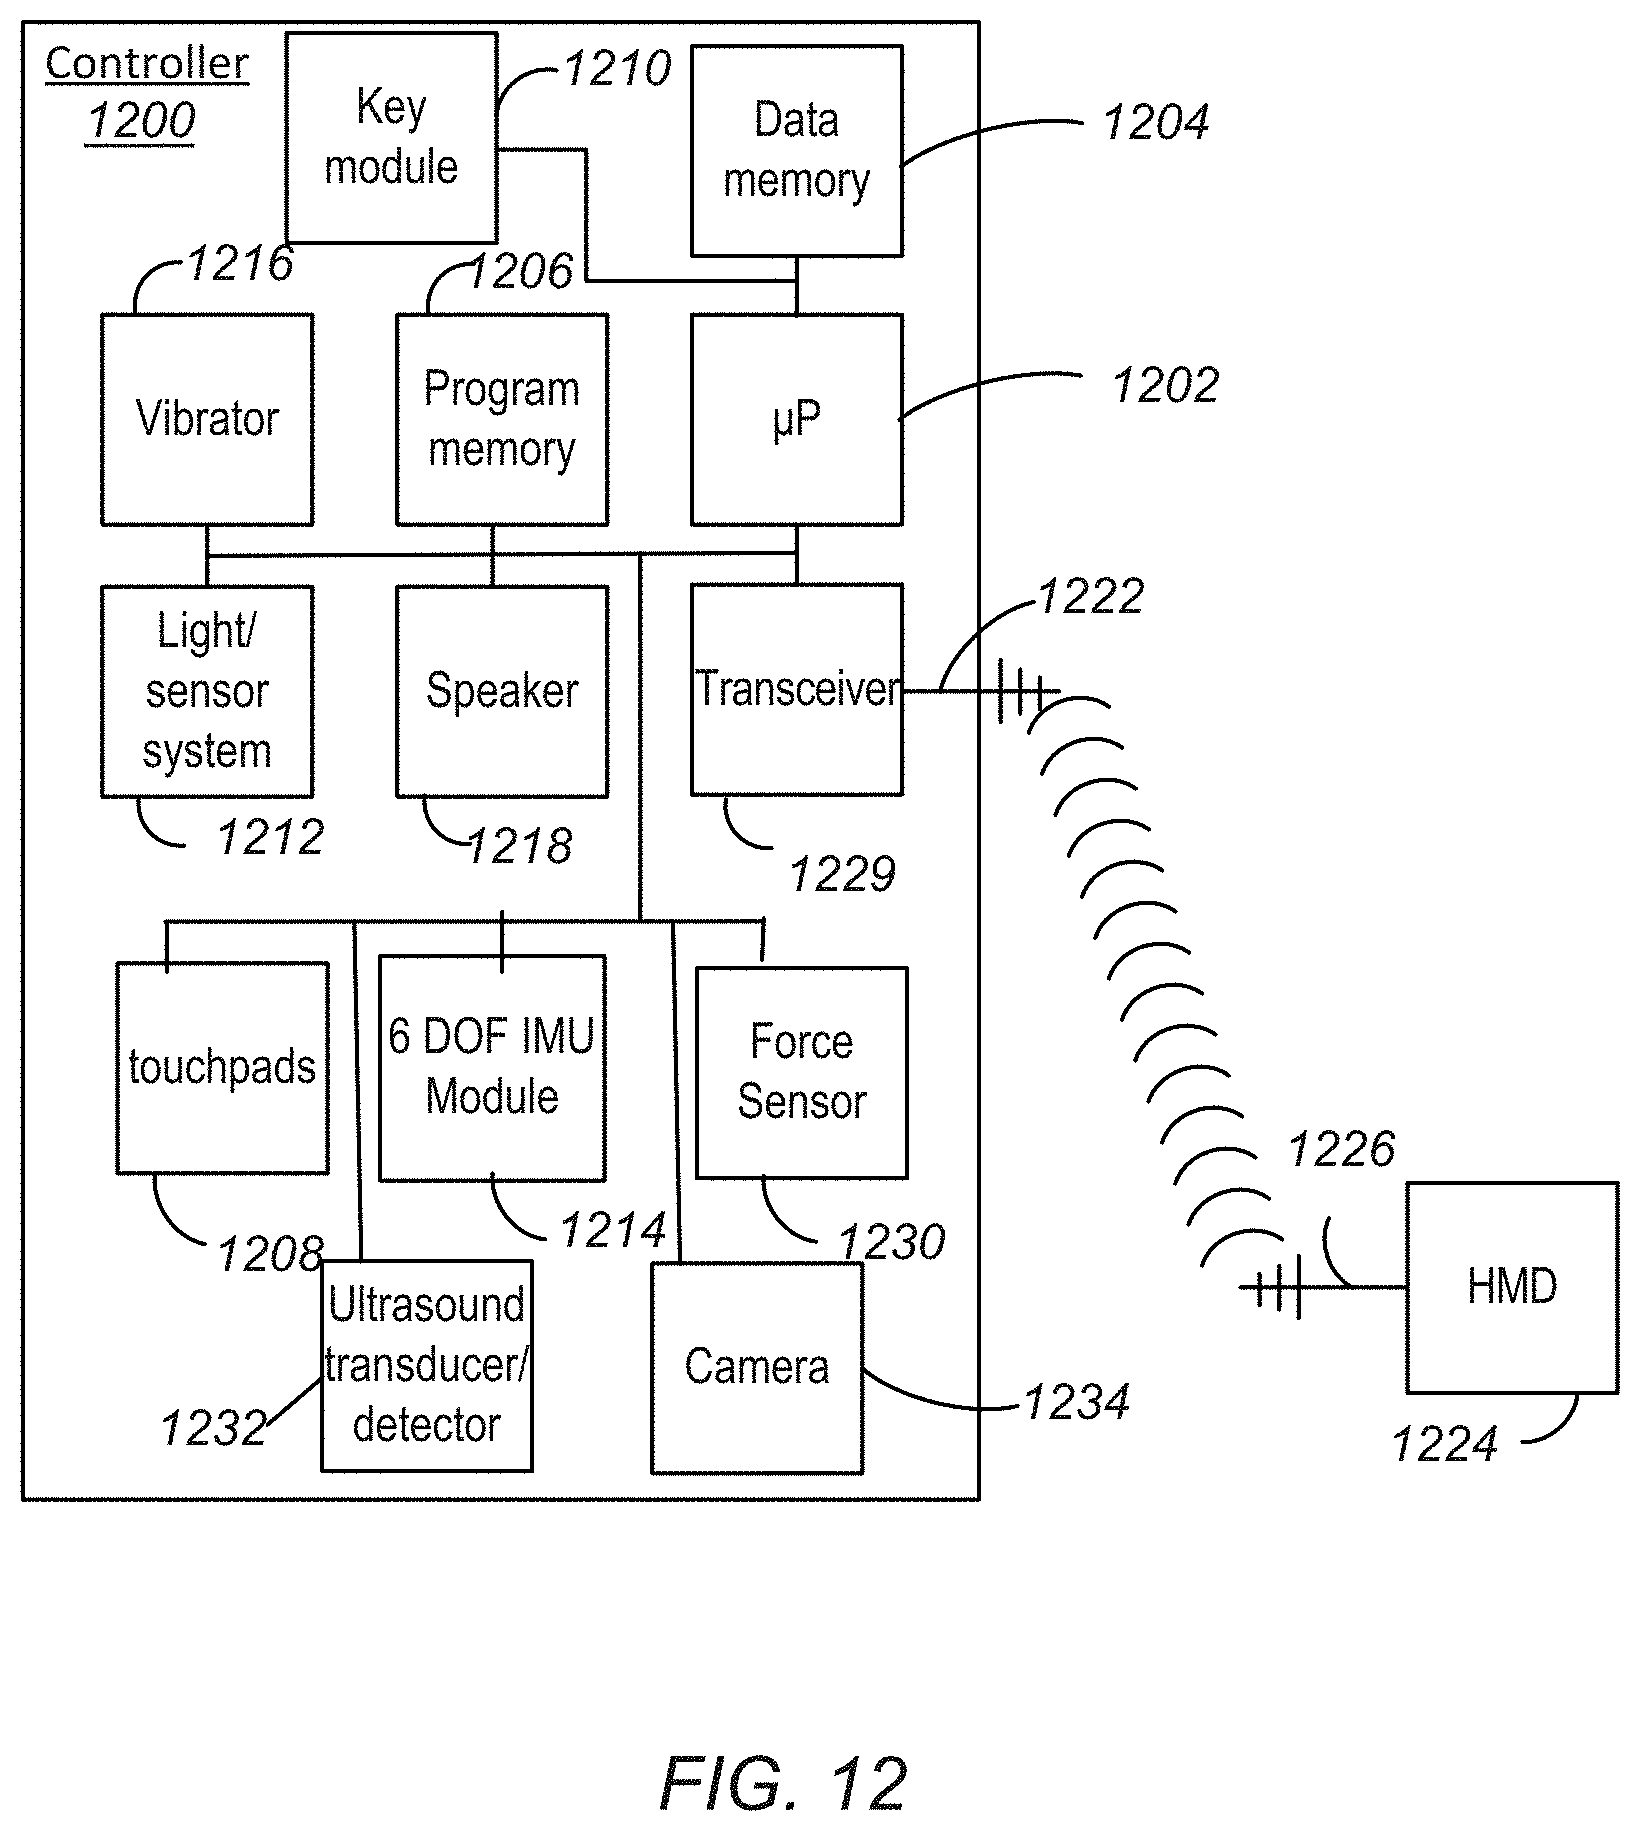 Controller
1200
Key
module
1210
Data
memory
1204
1216
1206
Vibrator
Program
memory
µP
1202
Light/
sensor
system
1212
Speaker
1218
Transceiver
1229
1222
touchpads
1208
6 DOF IMU
Module
1214
Force
Sensor
1230
Ultrasound
transducer/
detector
1232
Camera
1234
1226
HMD
1224
FIG. 12